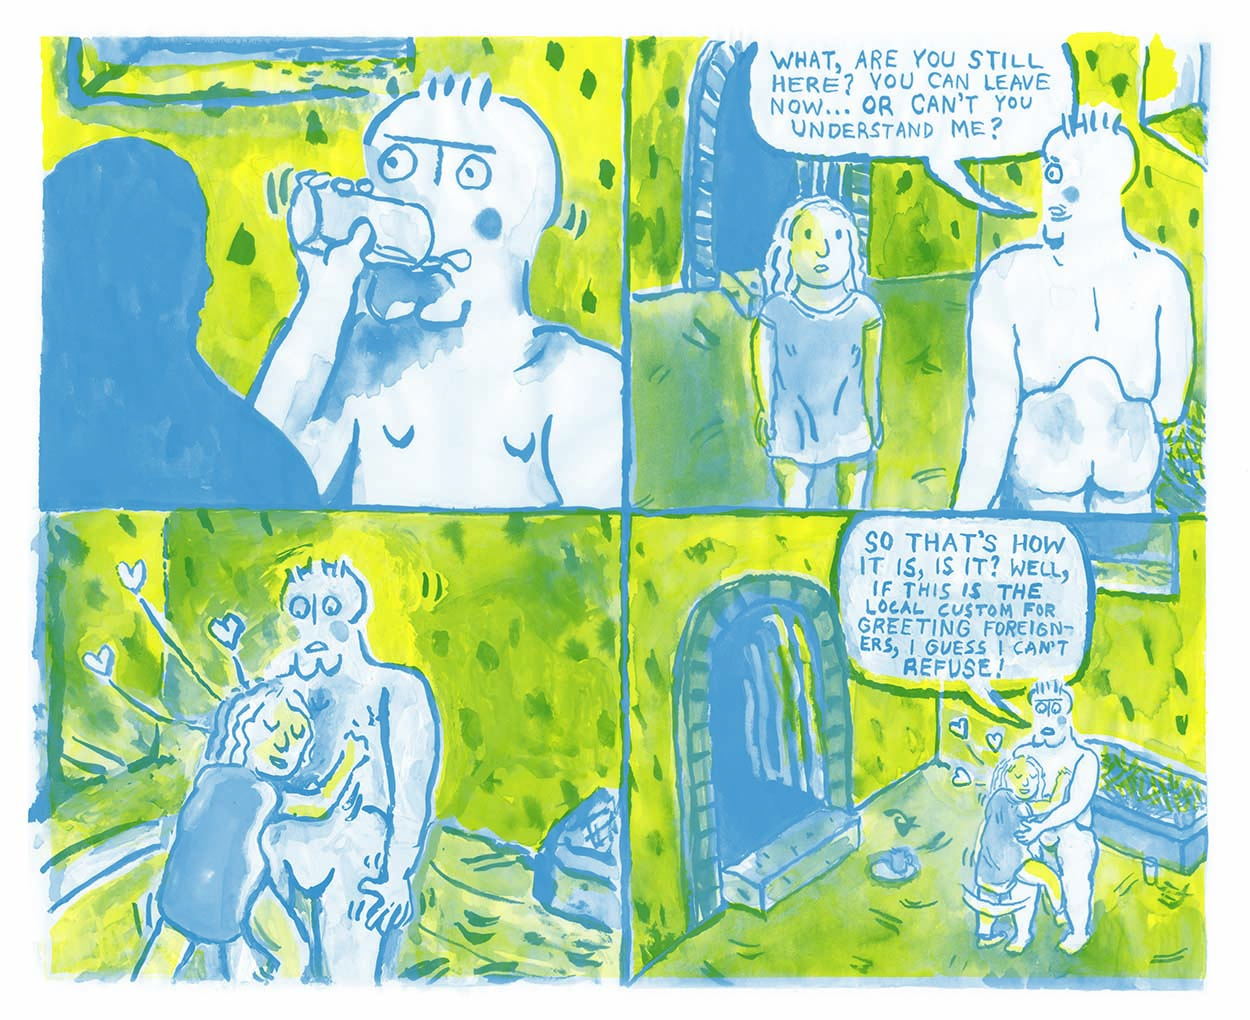 WHAT, ARE YOU STILL
HERE? YOU CAN LEAVE
NOW... OR CAN'T YOU
UNDERSTAND ME?
SO THAT'S HOW
IT IS, IS IT? WELL,
IF THIS IS THE
LOCAL CUSTOM FOR
GREETING FOREIGN-
ERS, I GUESS I CAN'T
REFUSE!